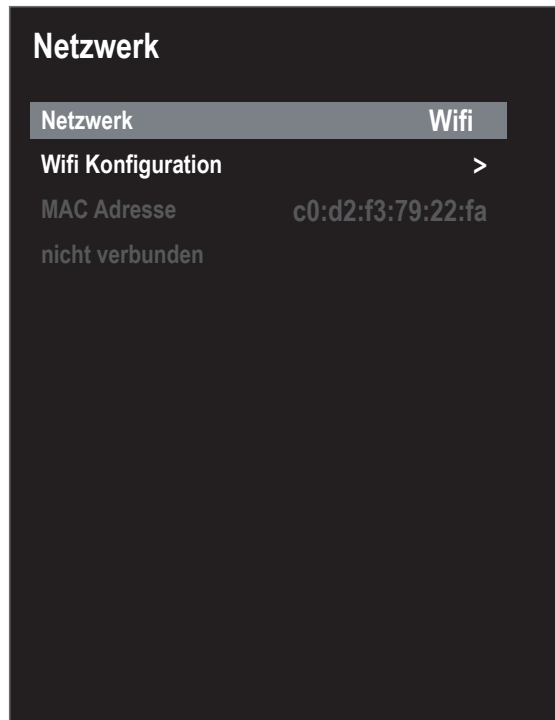 Netzwerk
Netzwerk Wifi
Wifi Konfiguration >
MAC Adresse c0:d2:f3:79:22:fa
nicht verbunden